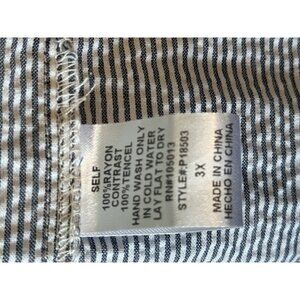 SELF
100%RAYON
CONTRAST
100%TENCEL
HAND WASH ONLY
IN COLD WATER
LAY FLAT TO DRY
RN#109013
STYLE#:P18503
3X
MADE IN CHINA
HECHO EN CHINA